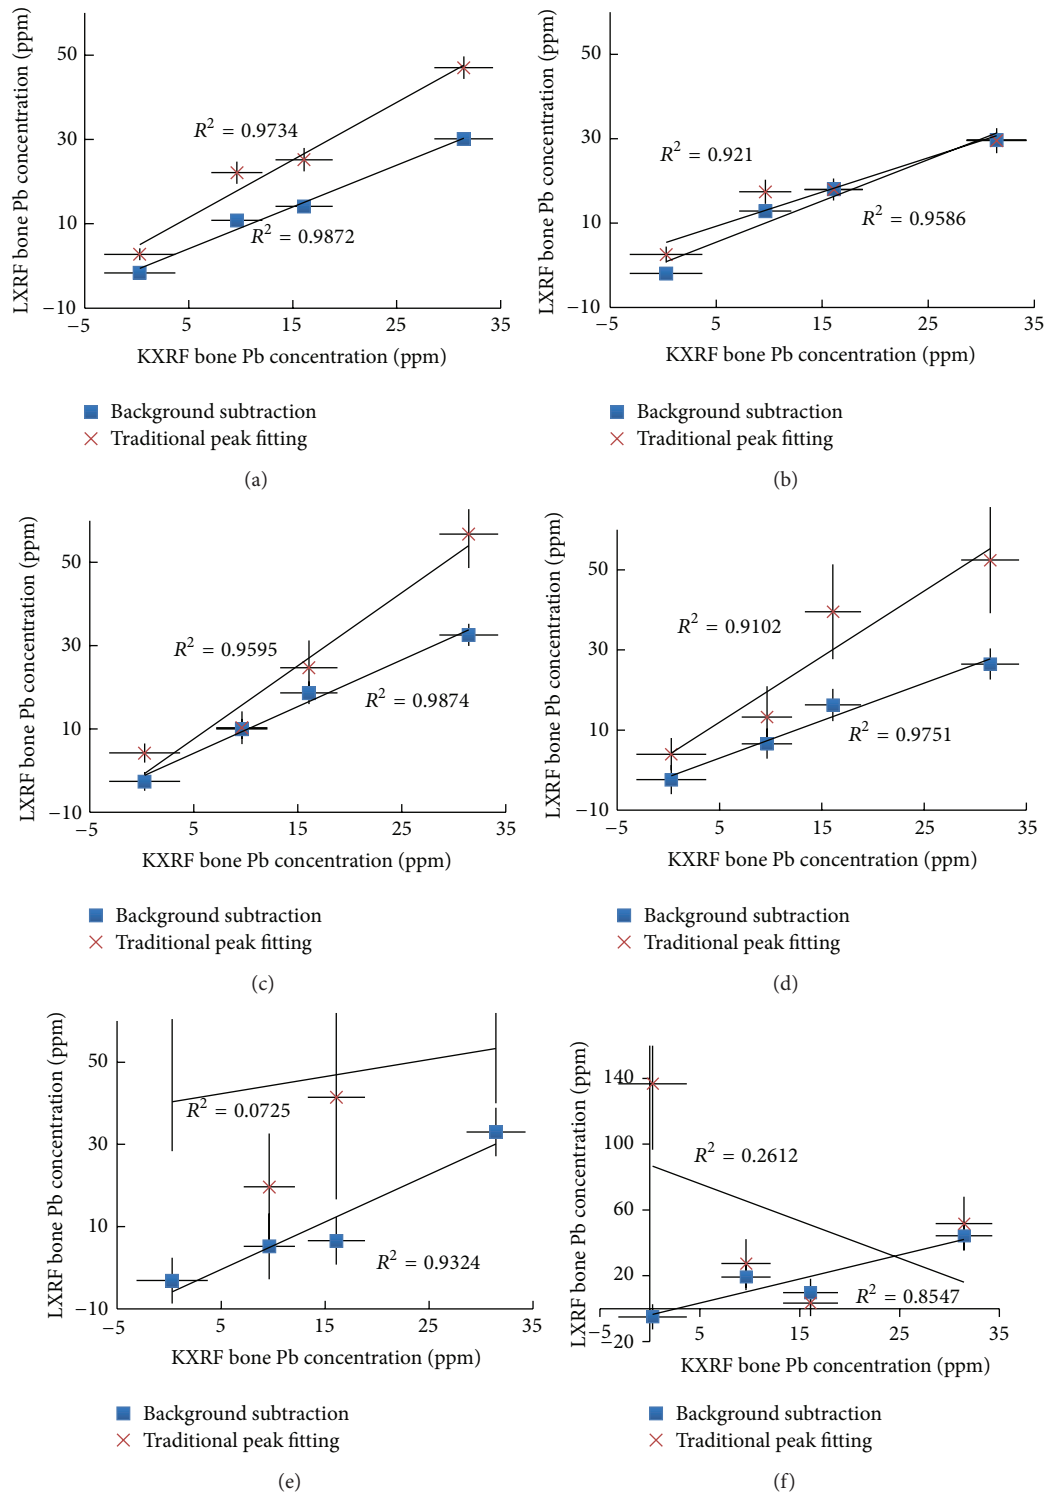 LXRF bone Pb concentration (ppm)
50
30
10
−10
R² = 0.9734
R² = 0.9872
−5
5
15
25
35
KXRF bone Pb concentration (ppm)
Background subtraction
Traditional peak fitting
(a)
LXRF bone Pb concentration (ppm)
50
30
10
−10
R² = 0.921
R² = 0.9586
−5
5
15
25
35
KXRF bone Pb concentration (ppm)
Background subtraction
Traditional peak fitting
(b)
LXRF bone Pb concentration (ppm)
50
30
10
−10
R² = 0.9595
R² = 0.9874
−5
5
15
25
35
KXRF bone Pb concentration (ppm)
Background subtraction
Traditional peak fitting
(c)
LXRF bone Pb concentration (ppm)
50
30
10
−10
R² = 0.9102
R² = 0.9751
−5
5
15
25
35
KXRF bone Pb concentration (ppm)
Background subtraction
Traditional peak fitting
(d)
LXRF bone Pb concentration (ppm)
50
30
10
−10
R² = 0.0725
R² = 0.9324
−5
5
15
25
35
KXRF bone Pb concentration (ppm)
Background subtraction
Traditional peak fitting
(e)
LXRF bone Pb concentration (ppm)
140
100
60
20
−20
R² = 0.2612
R² = 0.8547
−5
5
15
25
35
KXRF bone Pb concentration (ppm)
Background subtraction
Traditional peak fitting
(f)